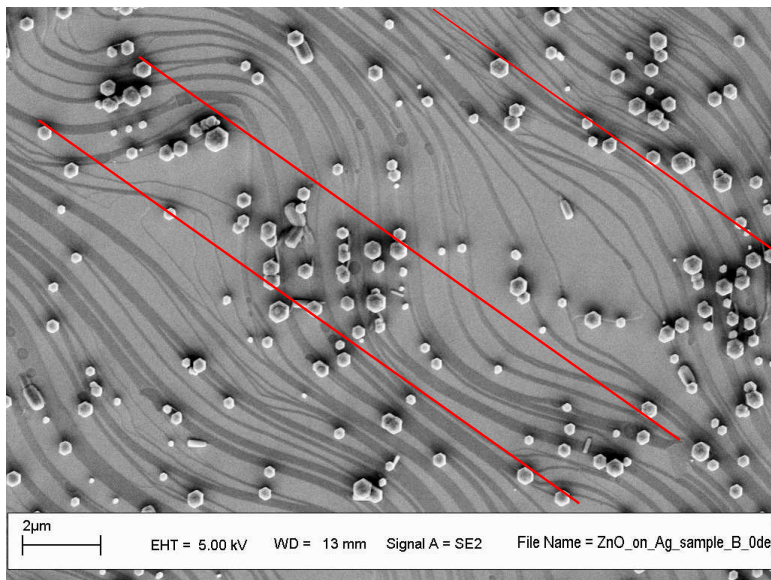 2µm
EHT = 5.00 kV WD = 13 mm Signal A = SE2 File Name = ZnO_on_Ag_sample_B_0de